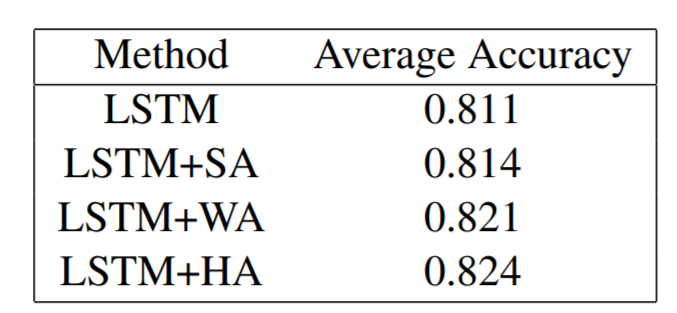 Method Average Accuracy
LSTM 0.811
LSTM+SA 0.814
LSTM+WA 0.821
LSTM+HA 0.824